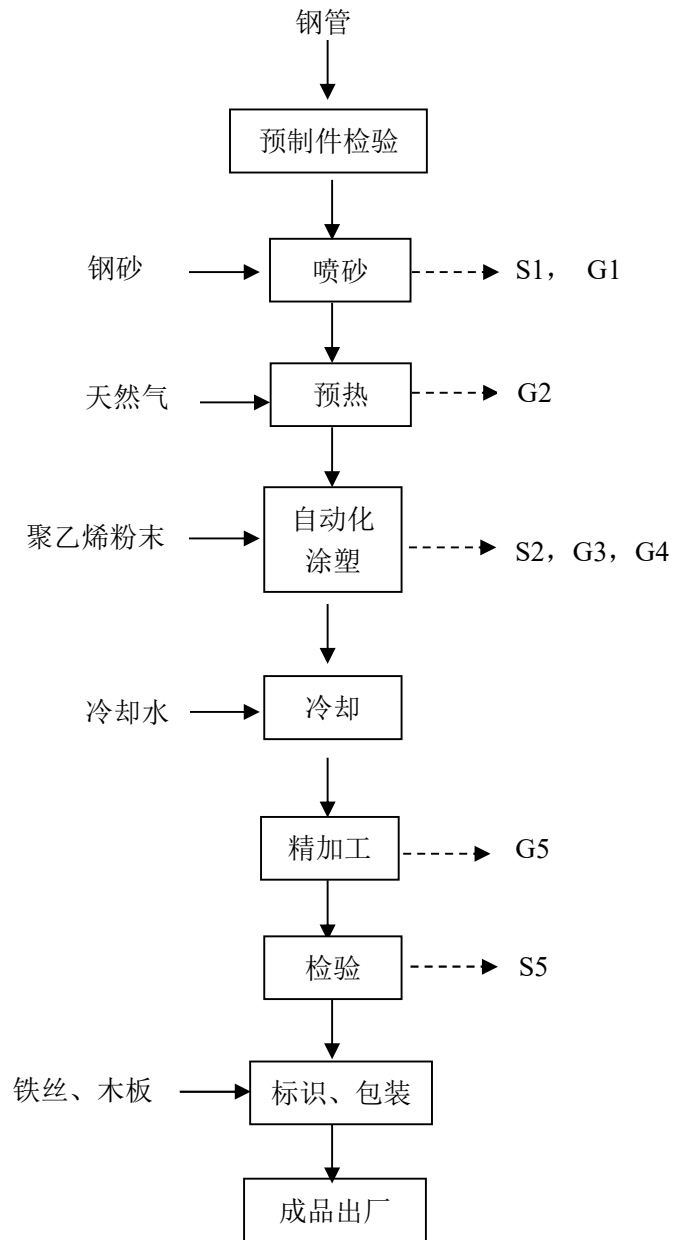 钢管
预制件检验
钢砂
喷砂
S1， G1
天然气
预热
G2
聚乙烯粉末
自动化
涂塑
S2，G3，G4
冷却水
冷却
精加工
G5
检验
S5
铁丝、木板
标识、包装
成品出厂